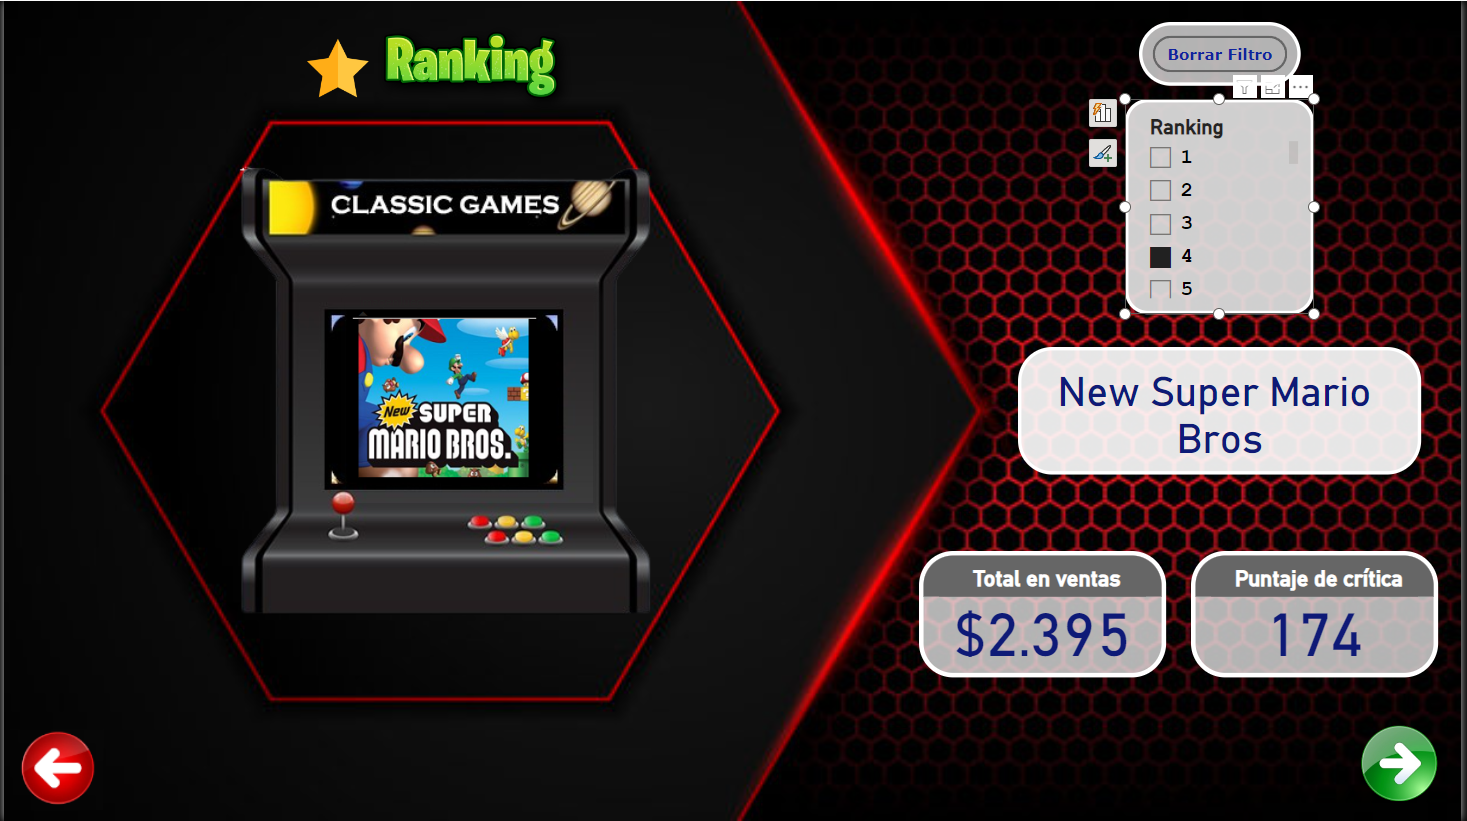 Ranking
CLASSIC GAMES
New SUPER
MARIO BROS.
Borrar Filtro
Ranking
1
2
3
4
5
New Super Mario
Bros
Total en ventas
$2.395
Puntaje de crítica
174